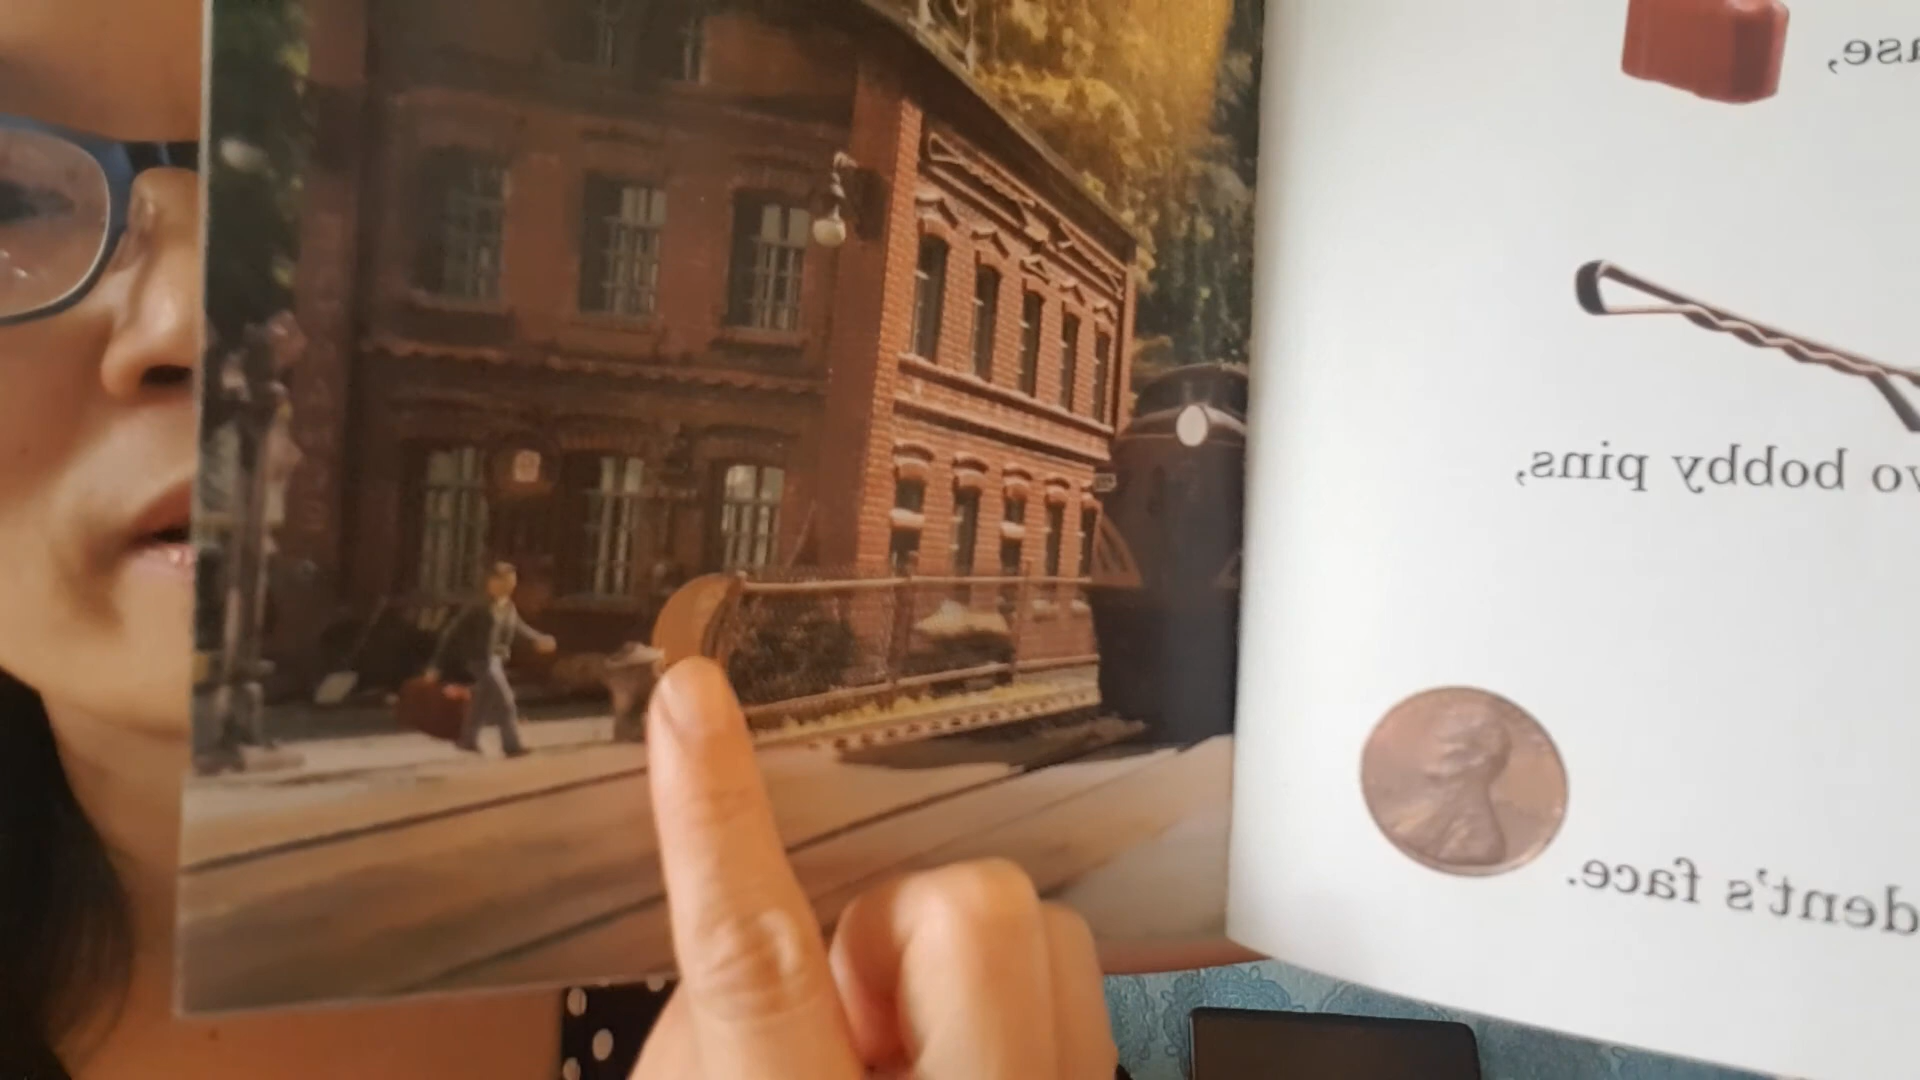 ase,
vo bobby pins,
dent's face.